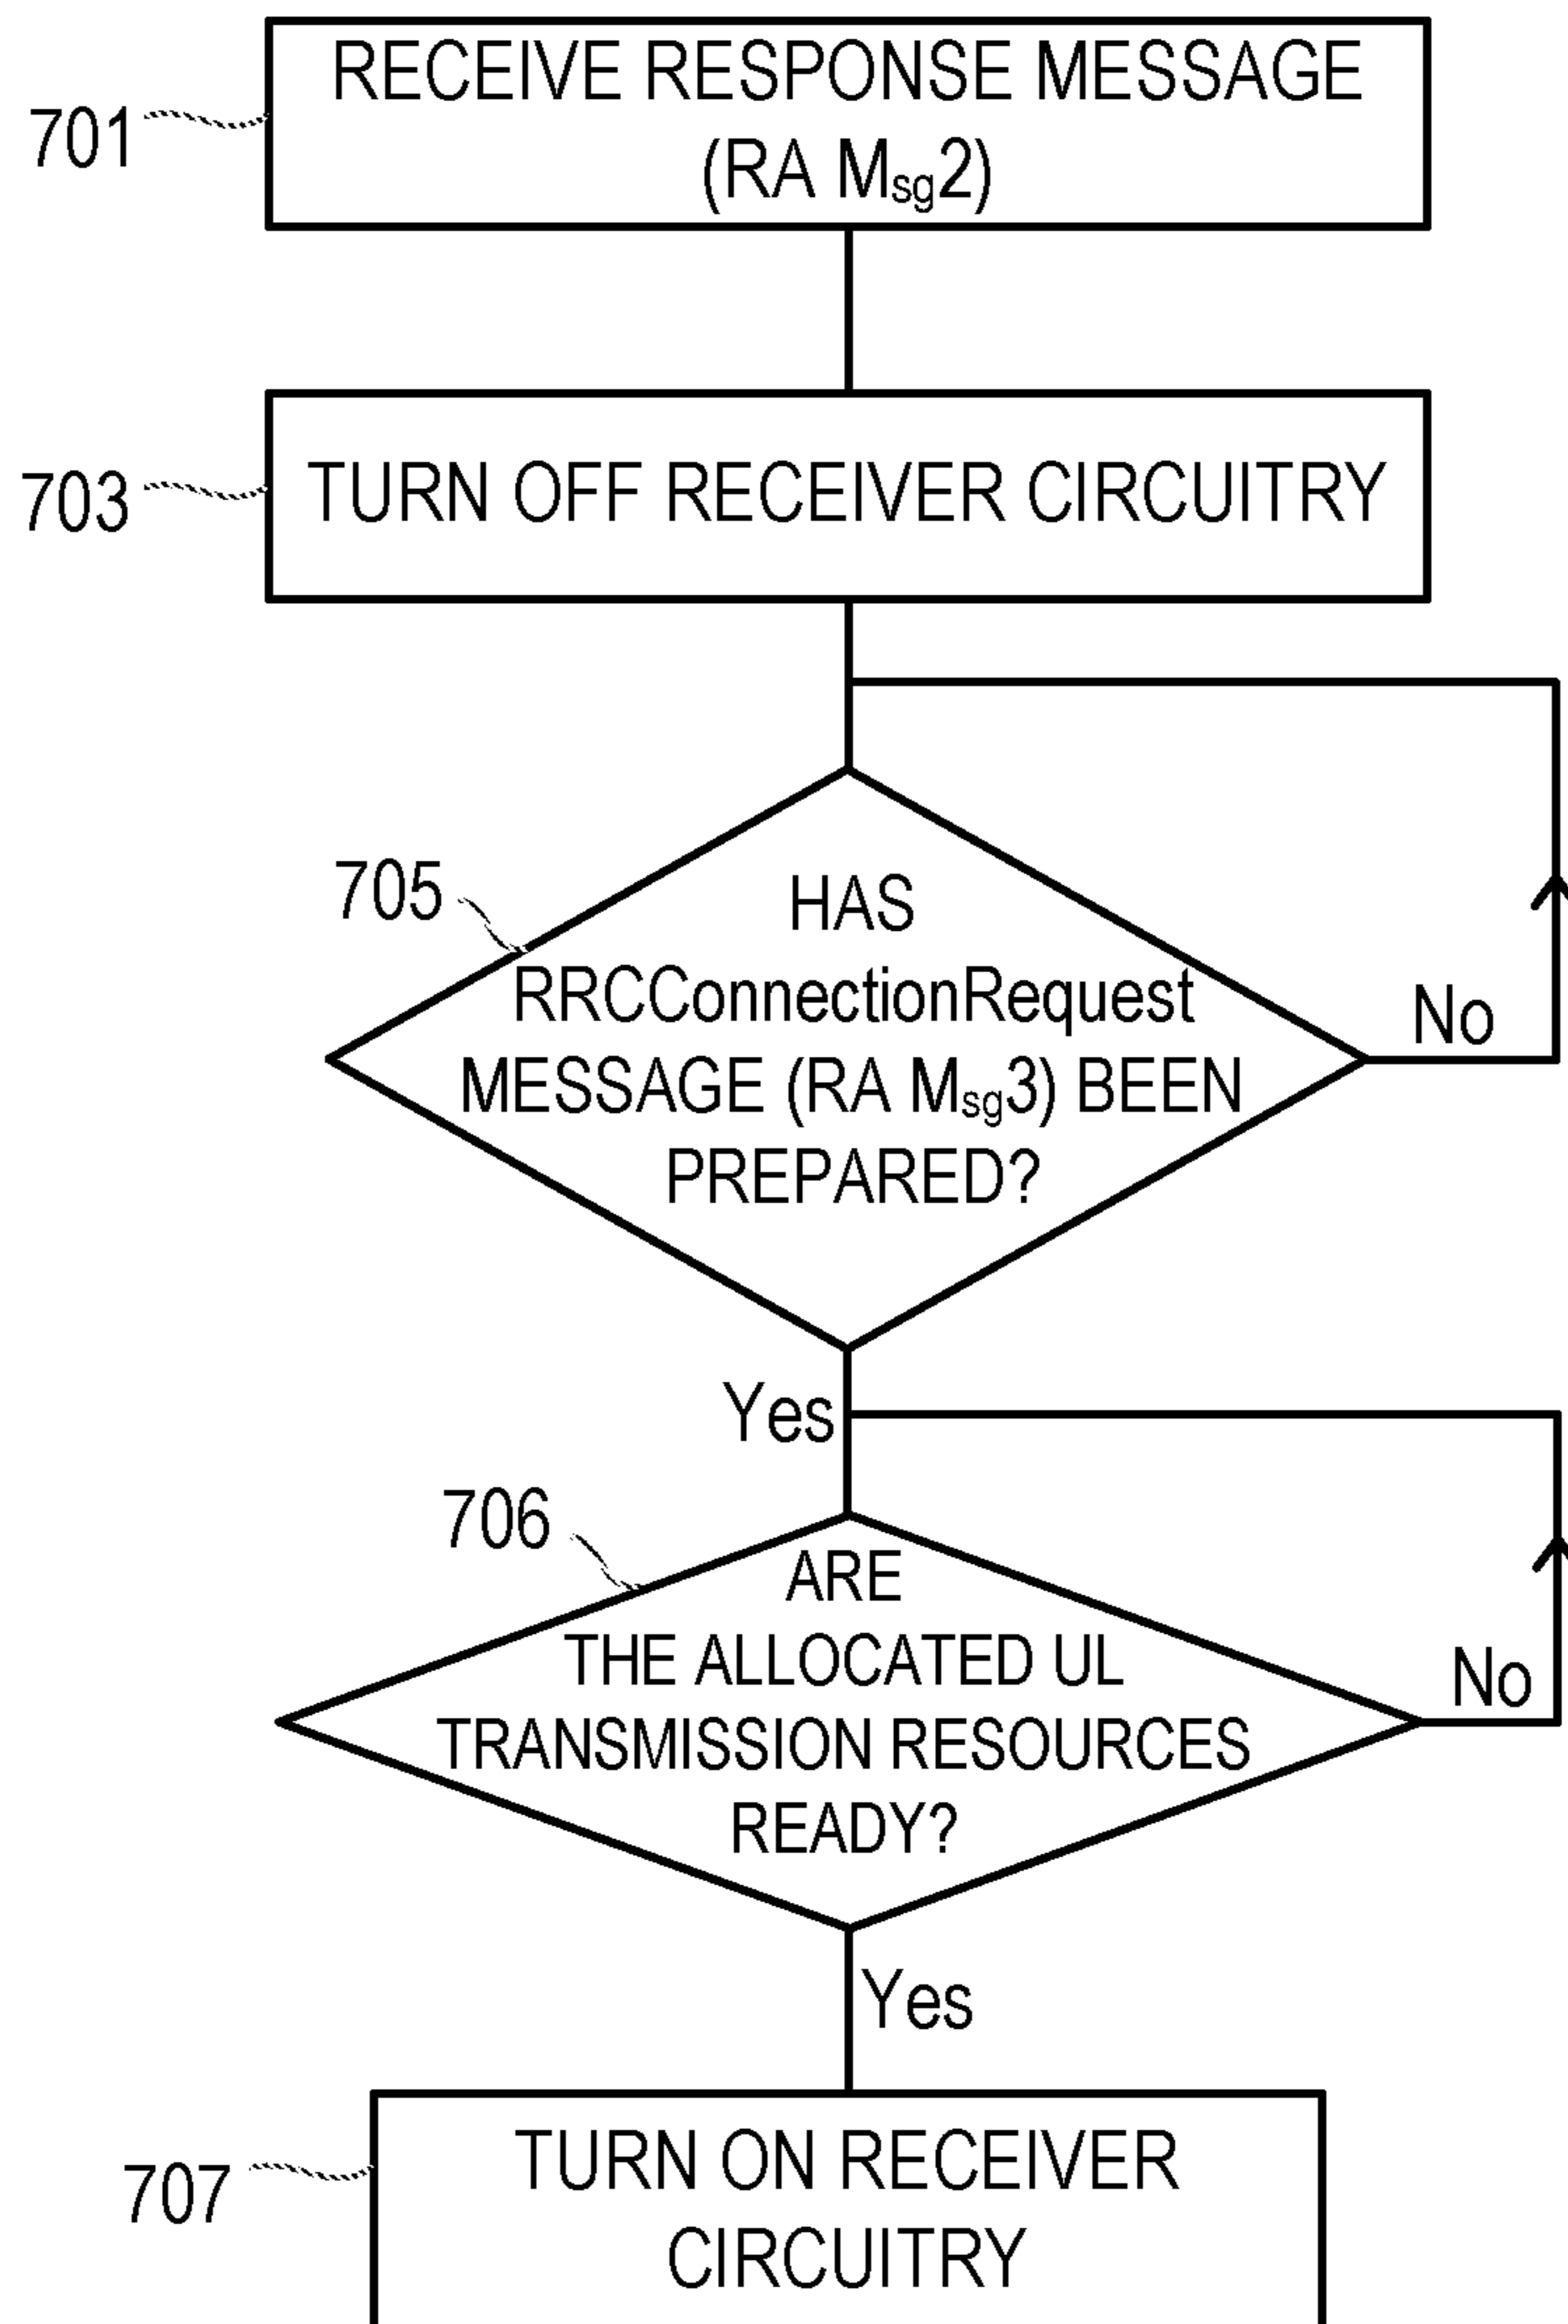 RECEIVE RESPONSE MESSAGE
(RA Msg2)
701
TURN OFF RECEIVER CIRCUITRY
703
705
HAS
RRCConnectionRequest
MESSAGE (RA Msg3) BEEN
PREPARED?
No
Yes
706
ARE
THE ALLOCATED UL
TRANSMISSION RESOURCES
READY?
No
Yes
707
TURN ON RECEIVER
CIRCUITRY